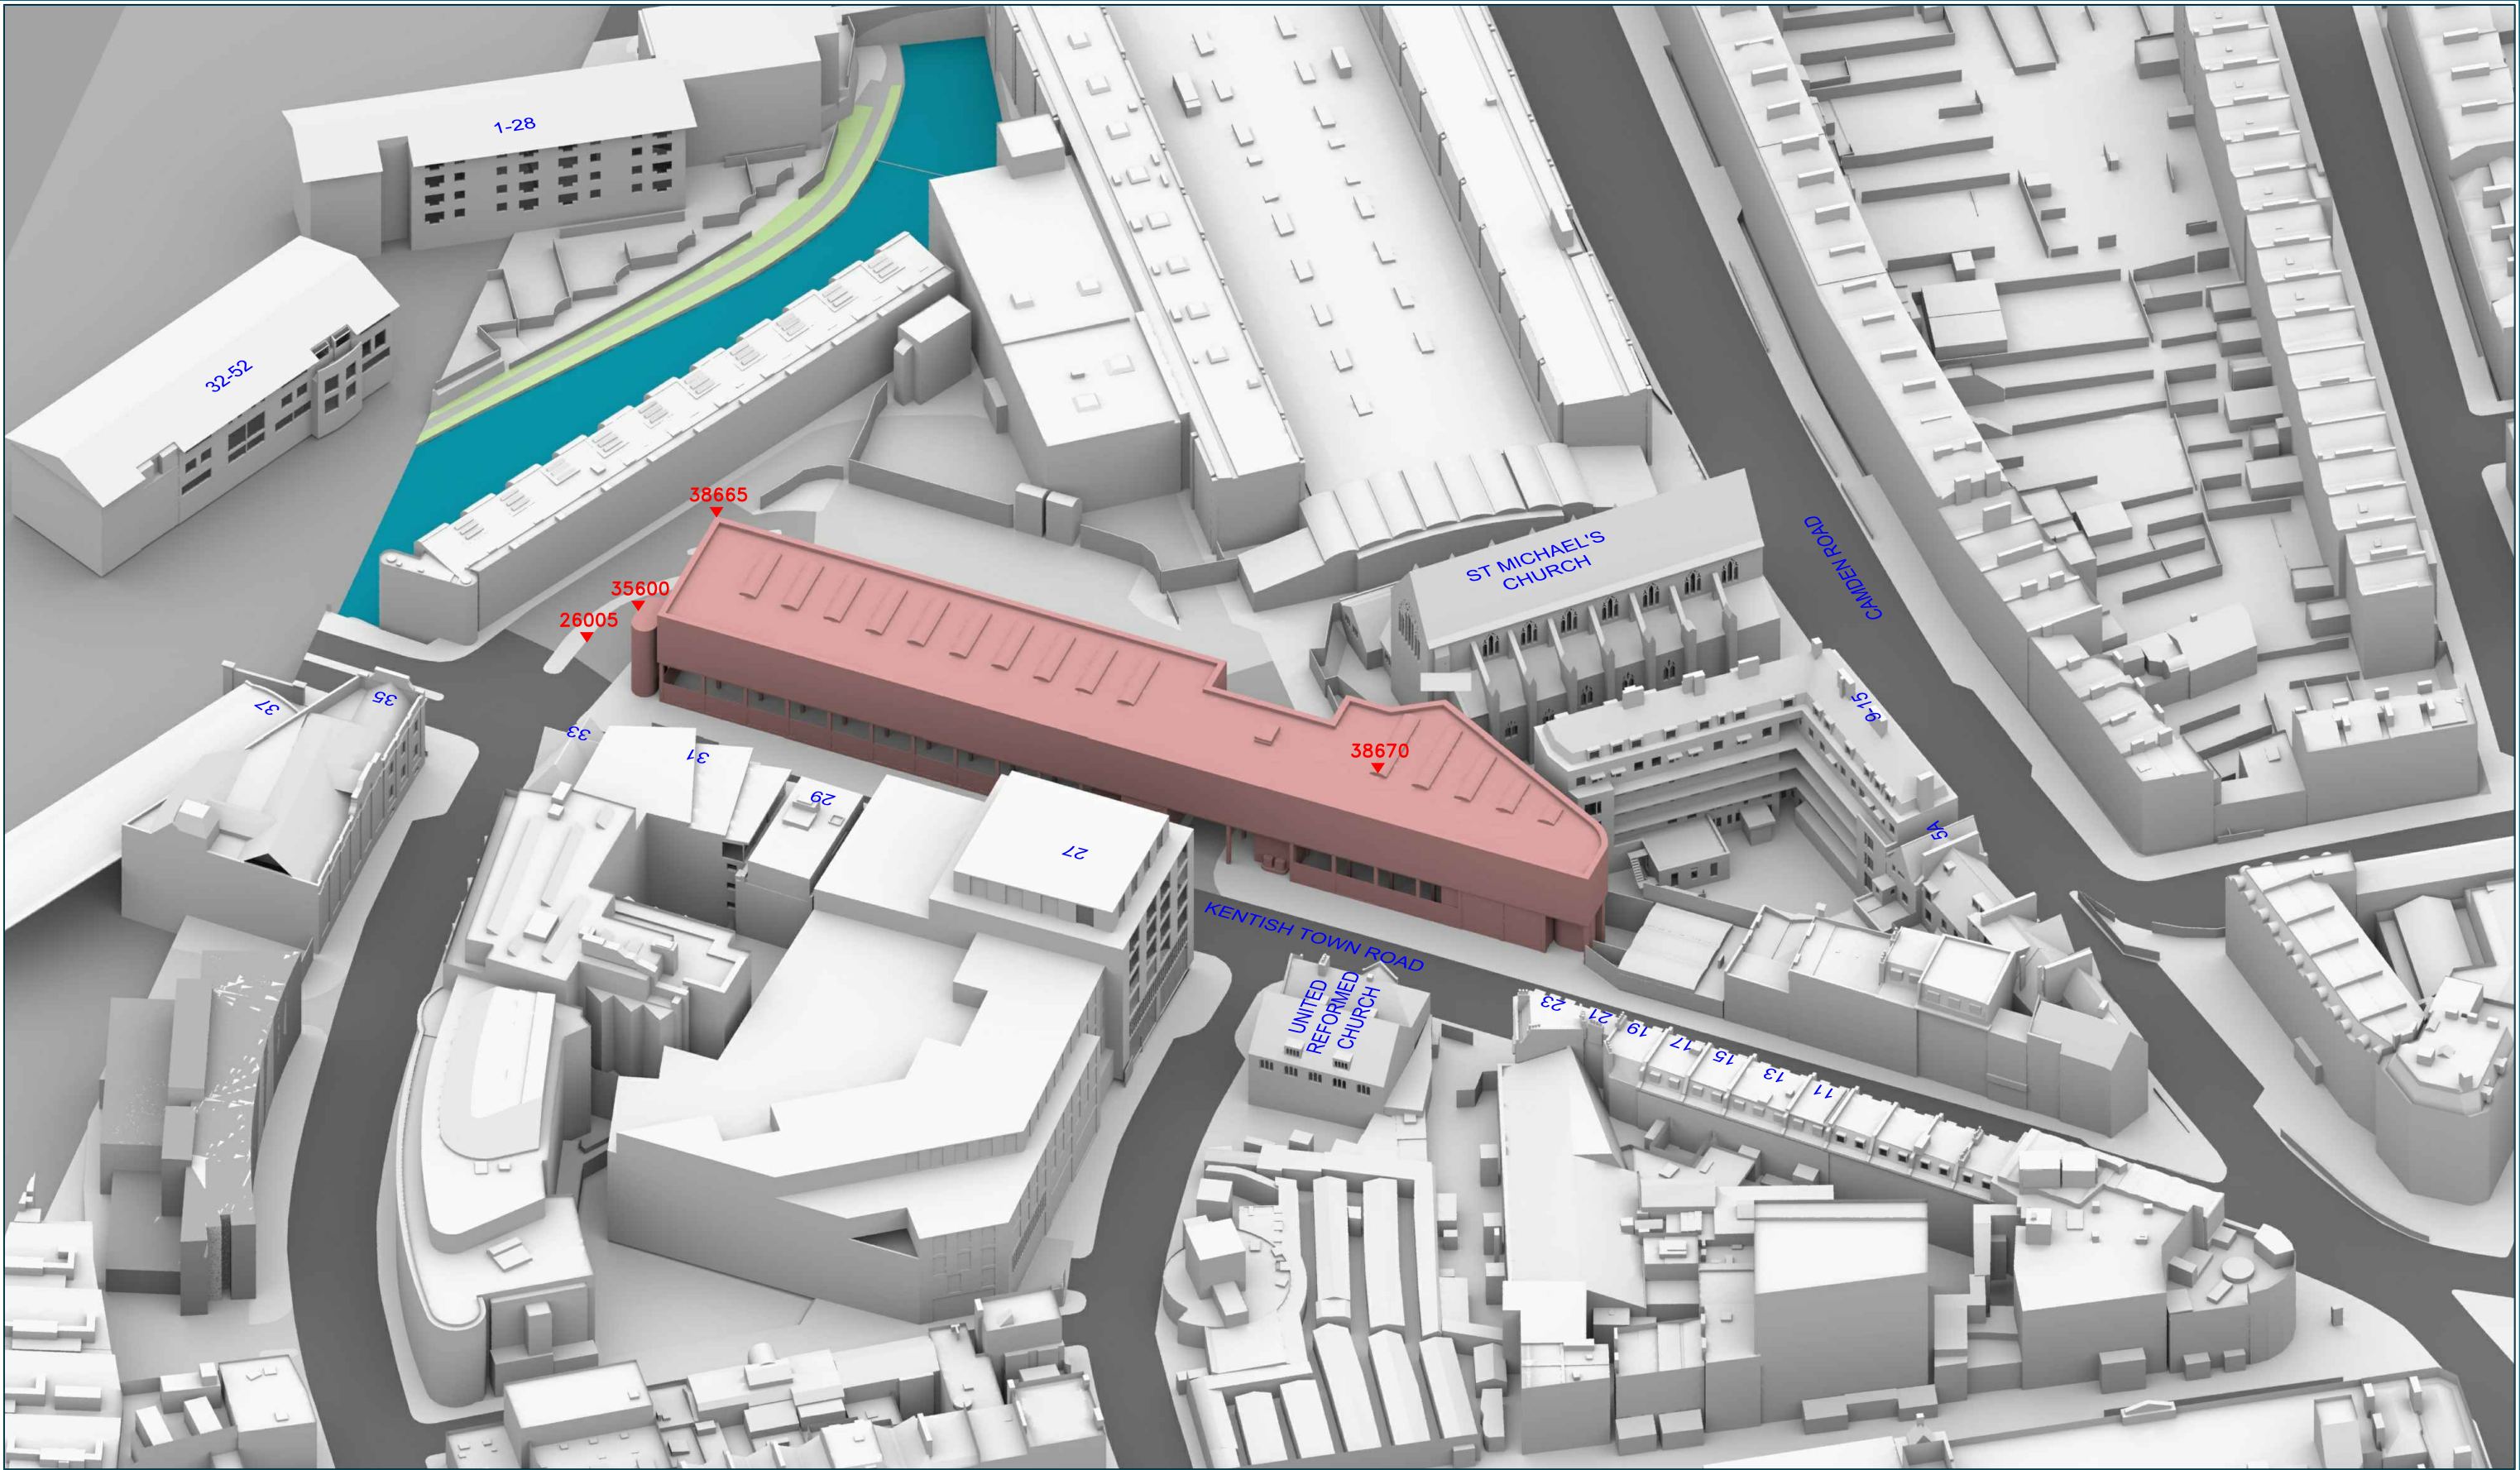 1-28
32-52
38665
35600
26005
ST MICHAEL'S
CHURCH
CAMDEN ROAD
37
35
33
31
29
27
38670
9-15
5A
KENTISH TOWN ROAD
UNITED
REFORMED
CHURCH
23
21
19
17
15
13
11